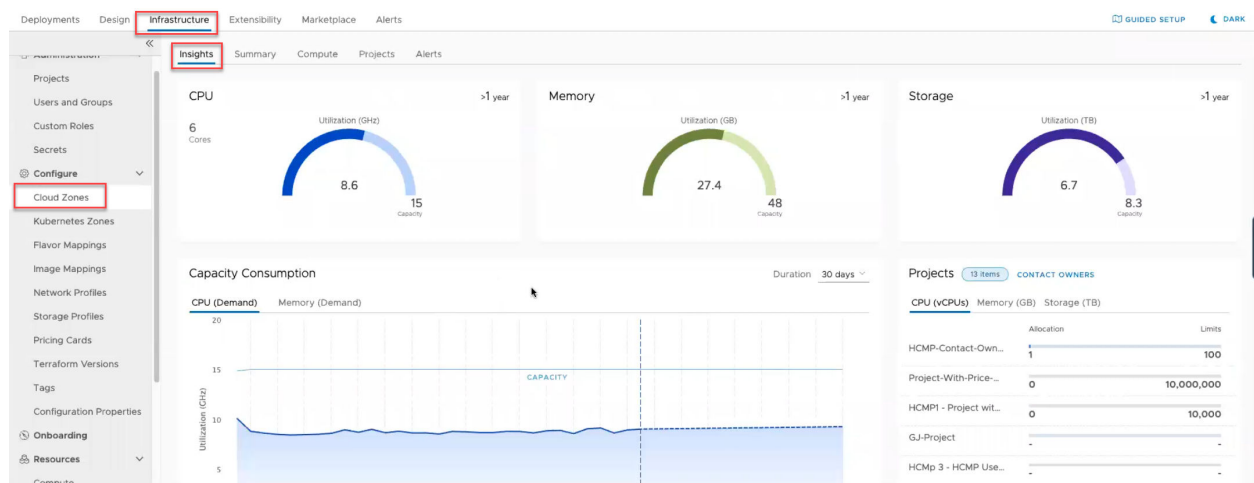 Deployments Design Infrastructure Extensibility Marketplace Alerts GUIDED SETUP DARK
Administration
Projects
Users and Groups
Custom Roles
Secrets
Configure
Cloud Zones
Kubernetes Zones
Flavor Mappings
Image Mappings
Network Profiles
Storage Profiles
Pricing Cards
Terraform Versions
Tags
Configuration Properties
Onboarding
Resources
Compute
Insights Summary Compute Projects Alerts
CPU >1 year
6
Cores
Utilization (GHz)
8.6
15
Capacity
Memory >1 year
Utilization (GB)
27.4
48
Capacity
Storage >1 year
Utilization (TB)
6.7
8.3
Capacity
Capacity Consumption Duration 30 days
CPU (Demand) Memory (Demand)
20
15
10
5
Utilization (GHz)
CAPACITY
Projects 13 items CONTACT OWNERS
CPU (vCPUs) Memory (GB) Storage (TB)
Allocation Limits
HCMP-Contact-Own... 1 100
Project-With-Price-... 0 10,000,000
HCMP1 - Project wit... 0 10,000
GJ-Project - -
HCMp 3 - HCMP Use... - -